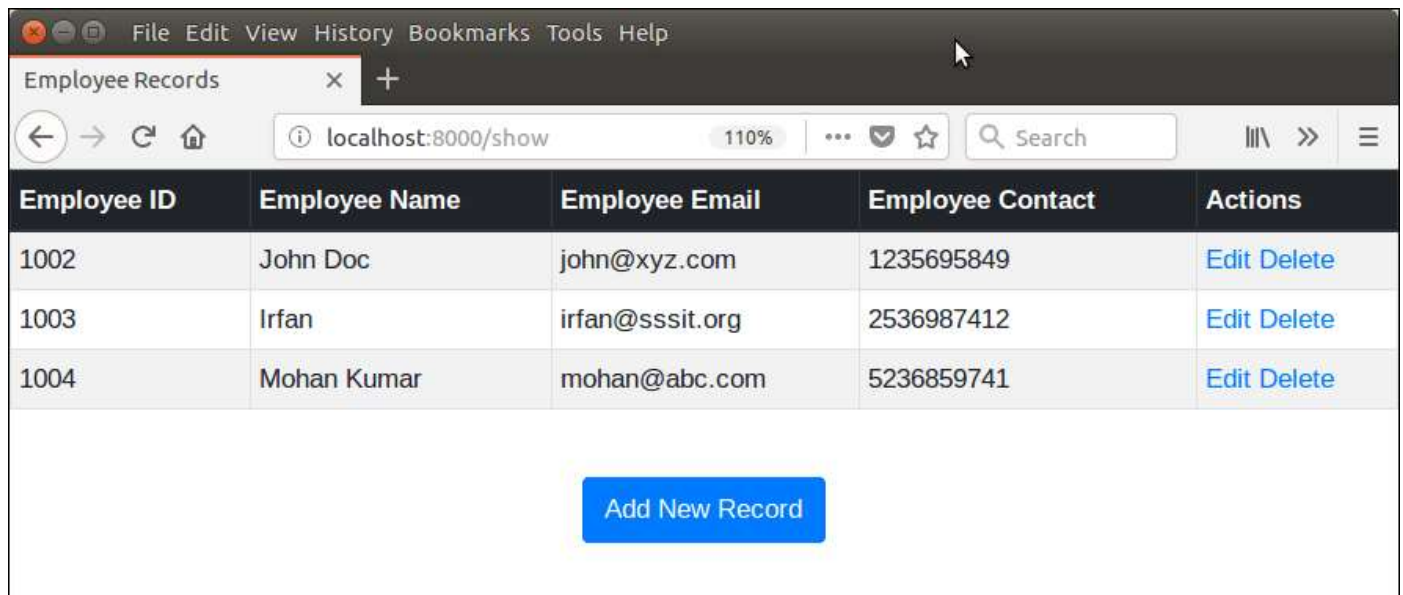 File Edit View History Bookmarks Tools Help
Employee Records
localhost:8000/show 110% Search
Employee ID Employee Name Employee Email Employee Contact Actions
1002 John Doc john@xyz.com 1235695849 Edit Delete
1003 Irfan irfan@sssit.org 2536987412 Edit Delete
1004 Mohan Kumar mohan@abc.com 5236859741 Edit Delete
Add New Record